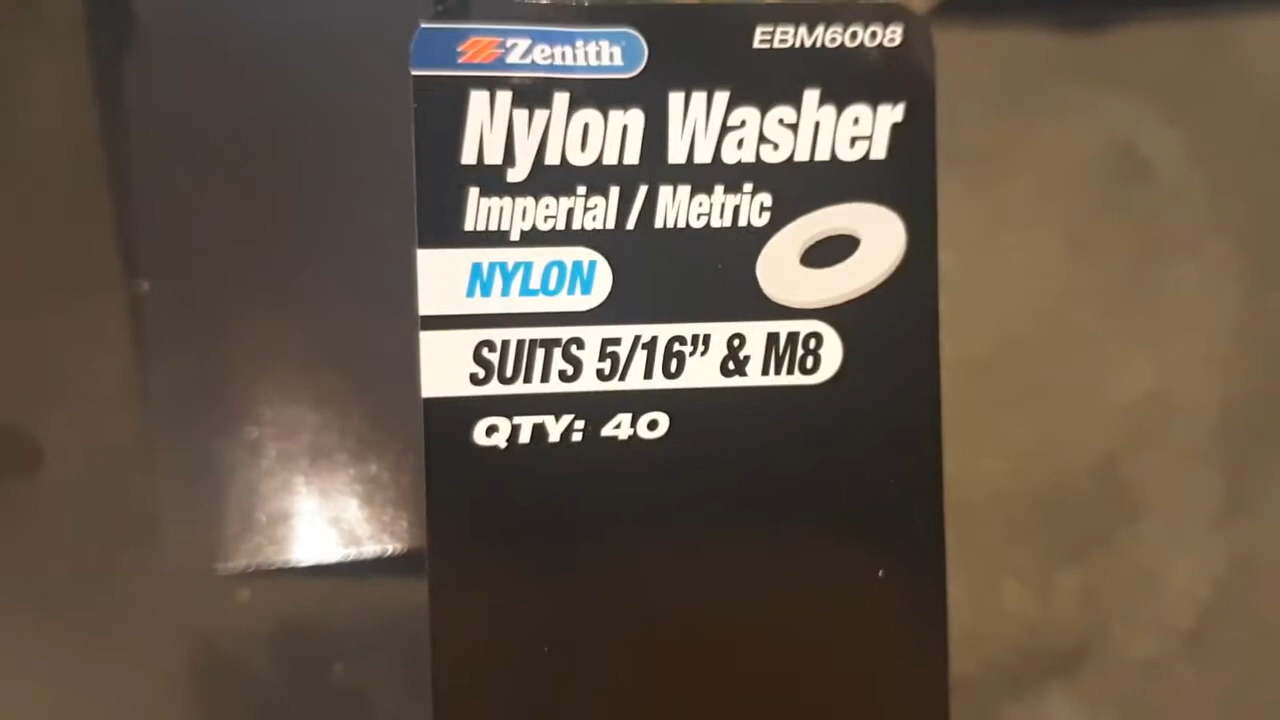 Zenith
EBM6008
Nylon Washer
Imperial / Metric
NYLON
SUITS 5/16” & M8
QTY: 40